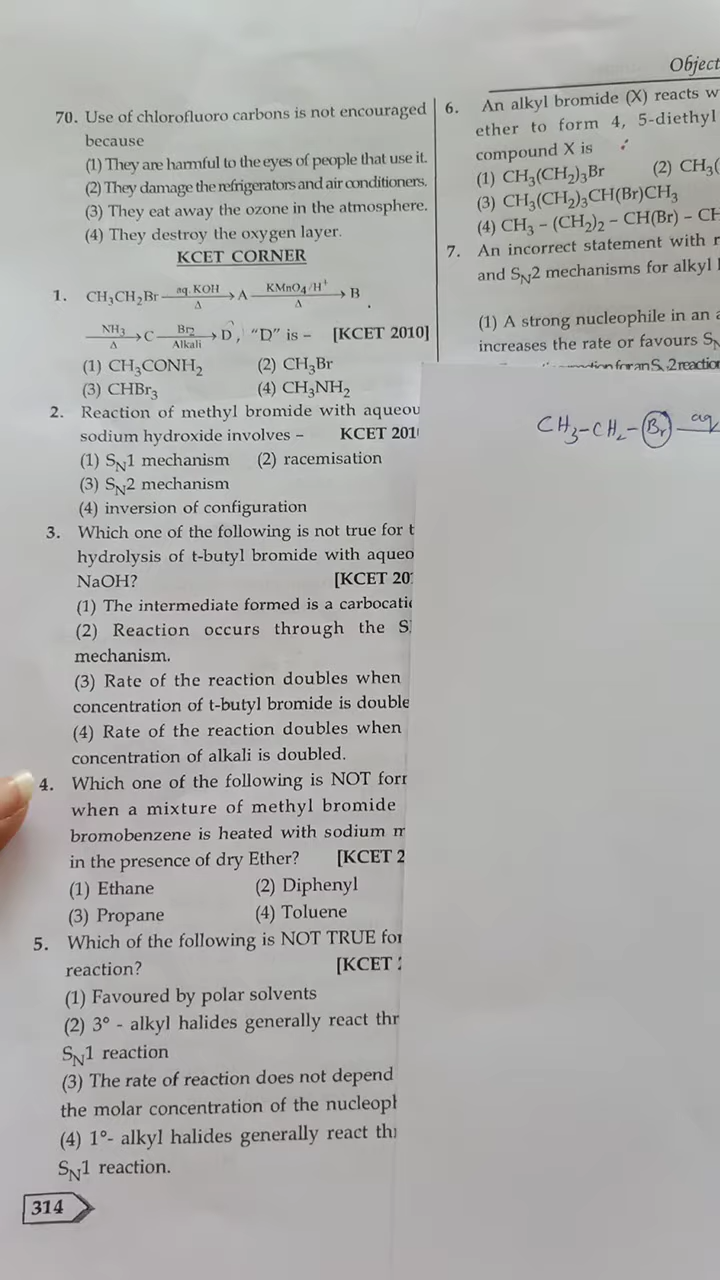 Object
70. Use of chlorofluoro carbons is not encouraged
because
(1) They are harmful to the eyes of people that use it.
(2) They damage the refrigerators and air conditioners.
(3) They eat away the ozone in the atmosphere.
(4) They destroy the oxygen layer.
KCET CORNER
1. CH₃CH₂Br —aq. KOH/Δ→ A —KMnO₄/H⁺/Δ→ B
—NH₃/Δ→ C —Br₂/Alkali→ D, "D" is – [KCET 2010]
(1) CH₃CONH₂ (2) CH₃Br
(3) CHBr₃ (4) CH₃NH₂
2. Reaction of methyl bromide with aqueou
sodium hydroxide involves – KCET 201
(1) S_N1 mechanism (2) racemisation
(3) S_N2 mechanism
(4) inversion of configuration
3. Which one of the following is not true for t
hydrolysis of t-butyl bromide with aqueo
NaOH? [KCET 20
(1) The intermediate formed is a carbocati
(2) Reaction occurs through the S
mechanism.
(3) Rate of the reaction doubles when
concentration of t-butyl bromide is double
(4) Rate of the reaction doubles when
concentration of alkali is doubled.
4. Which one of the following is NOT for
when a mixture of methyl bromide
bromobenzene is heated with sodium m
in the presence of dry Ether? [KCET 2
(1) Ethane (2) Diphenyl
(3) Propane (4) Toluene
5. Which of the following is NOT TRUE for
reaction? [KCET
(1) Favoured by polar solvents
(2) 3° - alkyl halides generally react thr
S_N1 reaction
(3) The rate of reaction does not depend
the molar concentration of the nucleop
(4) 1°- alkyl halides generally react th
S_N1 reaction.
314
6. An alkyl bromide (X) reacts w
ether to form 4, 5-diethyl
compound X is
(1) CH₃(CH₂)₃Br (2) CH₃(
(3) CH₃(CH₂)₃CH(Br)CH₃
(4) CH₃ – (CH₂)₂ – CH(Br) – CH
7. An incorrect statement with r
and S_N2 mechanisms for alkyl
(1) A strong nucleophile in an a
increases the rate or favours S_N
for an S_N2 reaction
CH₃-CH₂-Br aq